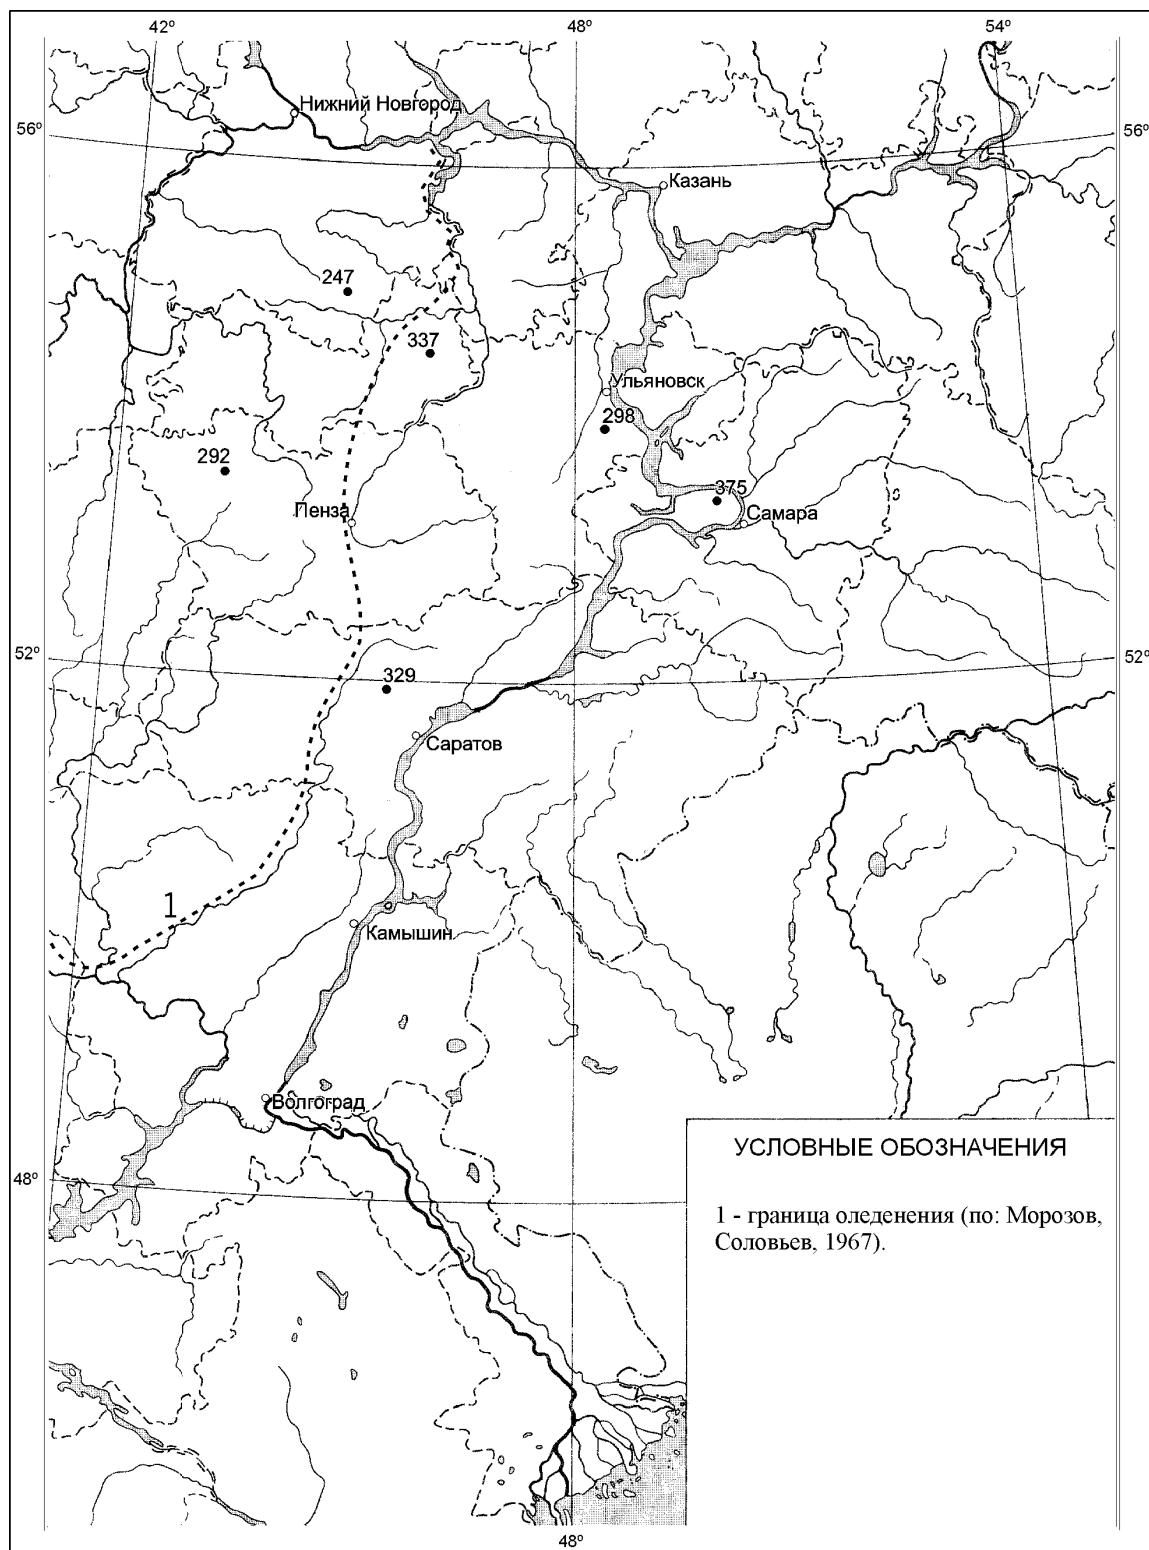 42°
48°
54°
Нижний Новгород
56°
56°
Казань
247
337
Ульяновск
298
292
375
Пенза
Самара
52°
52°
329
Саратов
1
Камышин
Волгоград
УСЛОВНЫЕ ОБОЗНАЧЕНИЯ
48°
1 - граница оледенения (по: Морозов,
Соловьев, 1967).
48°